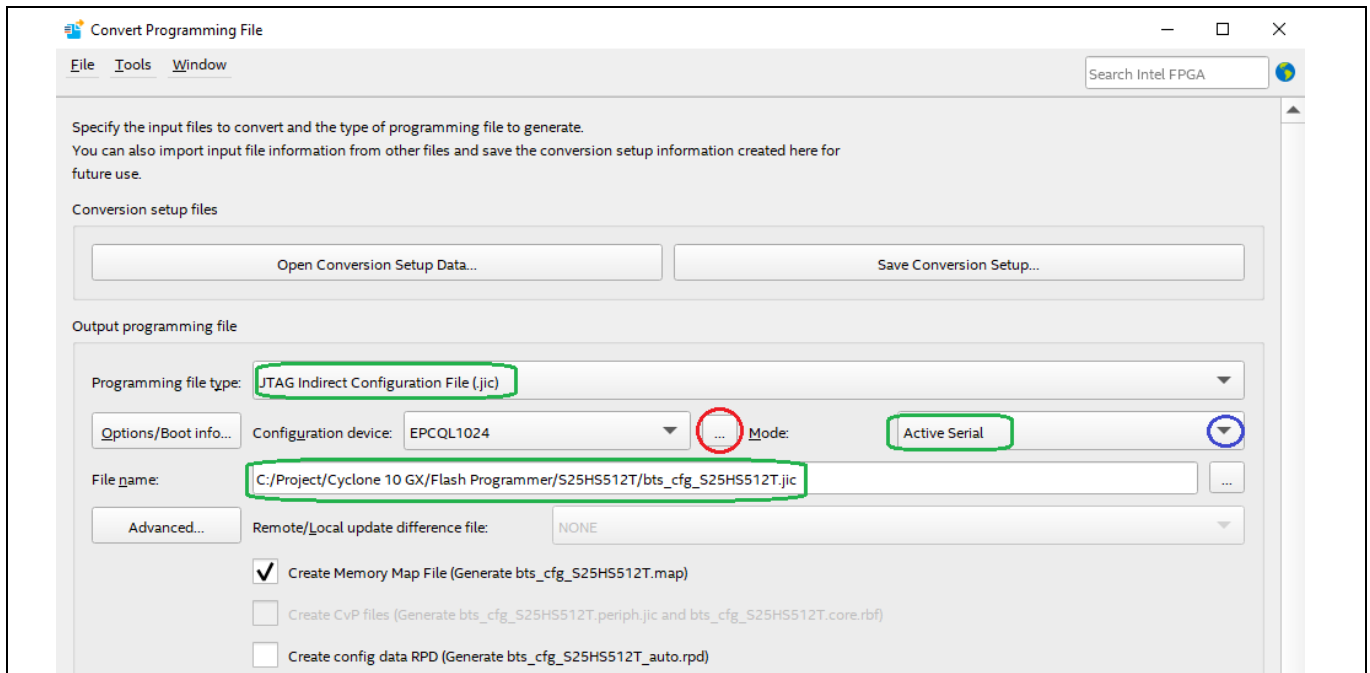 Convert Programming File
File Tools Window
Search Intel FPGA
Specify the input files to convert and the type of programming file to generate.
You can also import input file information from other files and save the conversion setup information created here for
future use.
Conversion setup files
Open Conversion Setup Data... Save Conversion Setup...
Output programming file
Programming file type: JTAG Indirect Configuration File (.jic)
Options/Boot info... Configuration device: EPCQL1024 ... Mode: Active Serial
File name: C:/Project/Cyclone 10 GX/Flash Programmer/S25HS512T/bts_cfg_S25HS512T.jic ...
Advanced... Remote/Local update difference file: NONE
Create Memory Map File (Generate bts_cfg_S25HS512T.map)
Create CvP files (Generate bts_cfg_S25HS512T.periph.jic and bts_cfg_S25HS512T.core.rbf)
Create config data RPD (Generate bts_cfg_S25HS512T_auto.rpd)